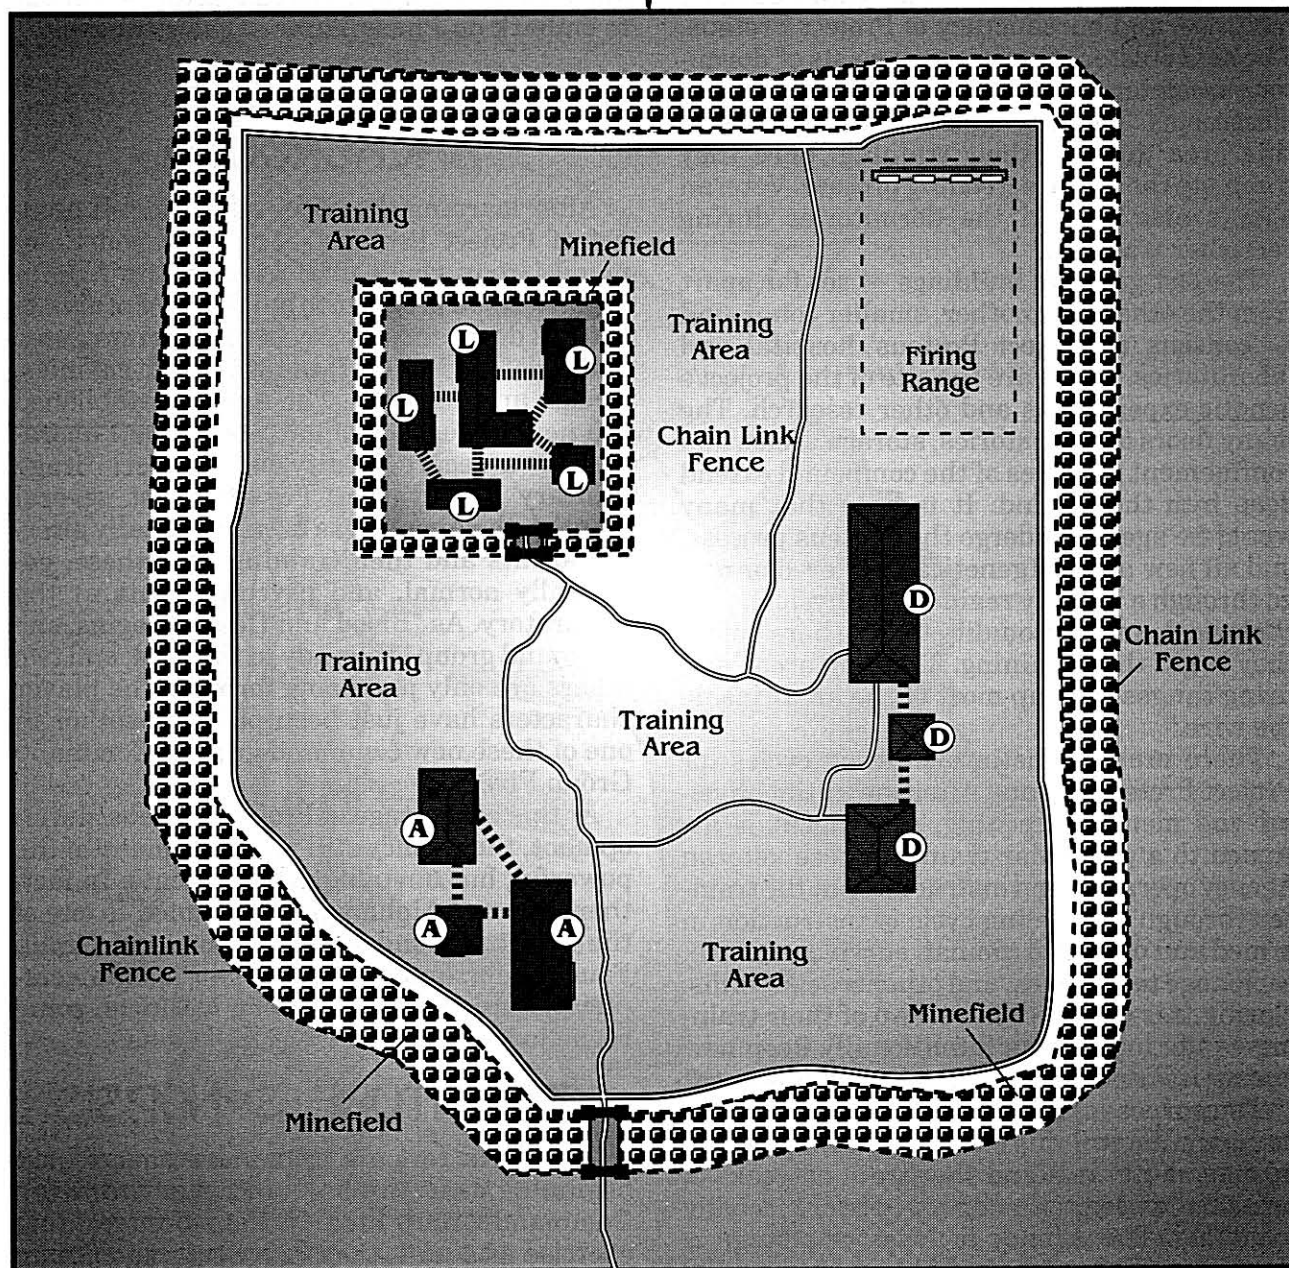 Training
Area
Minefield
Training
Area
Firing
Range
Chain Link
Fence
L
L
L
L
L
D
Chain Link
Fence
Training
Area
Training
Area
D
A
D
A
A
Chainlink
Fence
Training
Area
Minefield
Minefield